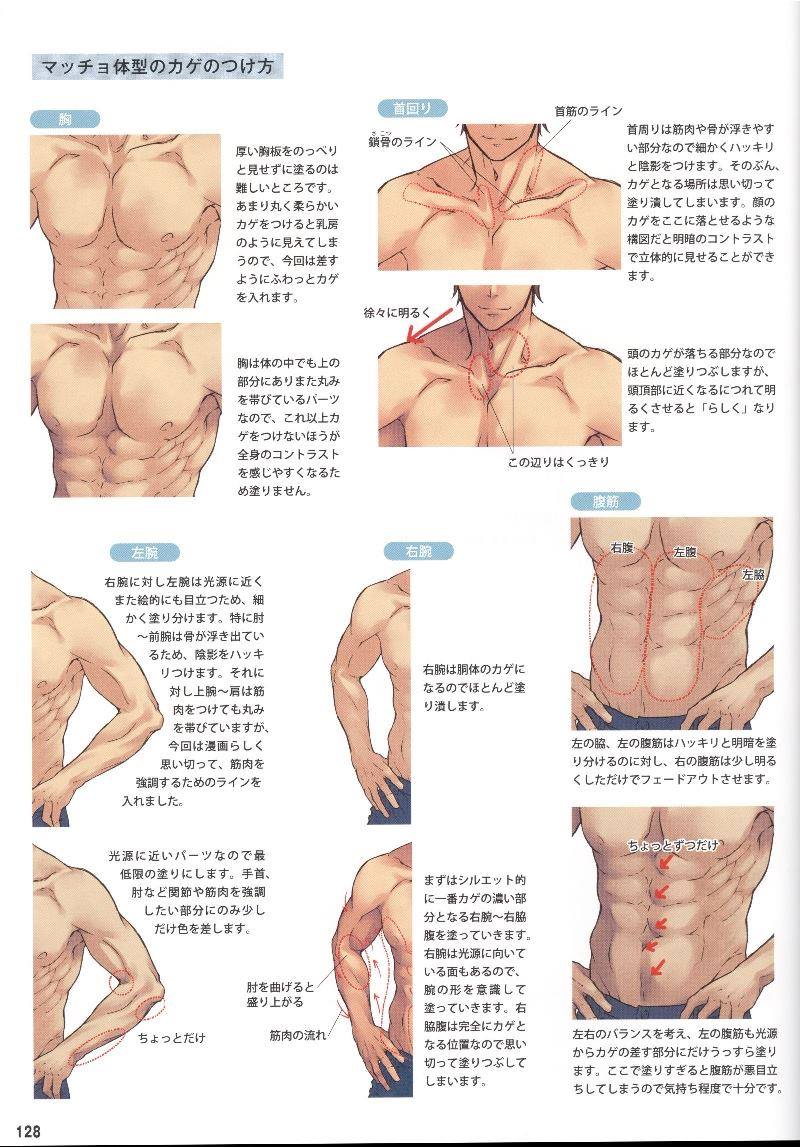 マッチョ体型のカゲのつけ方
胸
厚い胸板をのっぺり
と見せずに塗るのは
難しいところです。
あまり丸く柔らかい
カゲをつけると乳房
のように見えてしま
うので、今回は差す
ようにふわっとカゲ
を入れます。
胸は体の中でも上の
部分にありまた丸み
を帯びているパーツ
なので、これ以上カ
ゲをつけないほうが
全身のコントラスト
を感じやすくなるた
め塗りません。
首回り
首筋のライン
さこつ
鎖骨のライン
首周りは筋肉や骨が浮きやす
い部分なので細かくハッキリ
と陰影をつけます。そのぶん、
カゲとなる場所は思い切って
塗り潰してしまいます。顔の
カゲをここに落とせるような
構図だと明暗のコントラスト
で立体的に見せることができ
ます。
徐々に明るく
この辺りはくっきり
頭のカゲが落ちる部分なので
ほとんど塗りつぶしますが、
頭頂部に近くなるにつれて明
るくさせると「らしく」なり
ます。
左腕
右腕に対し左腕は光源に近く
また絵的にも目立つため、細
かく塗り分けます。特に肘
〜前腕は骨が浮き出てい
るため、陰影をハッキ
リつけます。それに
対し上腕〜肩は筋
肉をつけても丸み
を帯びていますが、
今回は漫画らしく
思い切って、筋肉を
強調するためのラインを
入れました。
光源に近いパーツなので最
低限の塗りにします。手首、
肘など関節や筋肉を強調
したい部分にのみ少し
だけ色を差します。
ちょっとだけ
右腕
右腕は胴体のカゲに
なるのでほとんど塗
り潰します。
まずはシルエット的
に一番カゲの濃い部
分となる右腕〜右脇
腹を塗っていきます。
右腕は光源に向いて
いる面もあるので、
腕の形を意識して
塗っていきます。右
脇腹は完全にカゲと
なる位置なので思い
切って塗りつぶして
しまいます。
肘を曲げると
盛り上がる
筋肉の流れ
腹筋
右腹
左腹
左脇
左の脇、左の腹筋はハッキリと明暗を塗
り分けるのに対し、右の腹筋は少し明る
くしただけでフェードアウトさせます。
ちょっとずつだけ
左右のバランスを考え、左の腹筋も光源
からカゲの差す部分にだけうっすら塗り
ます。ここで塗りすぎると腹筋が悪目立
ちしてしまうので気持ち程度で十分です。
128